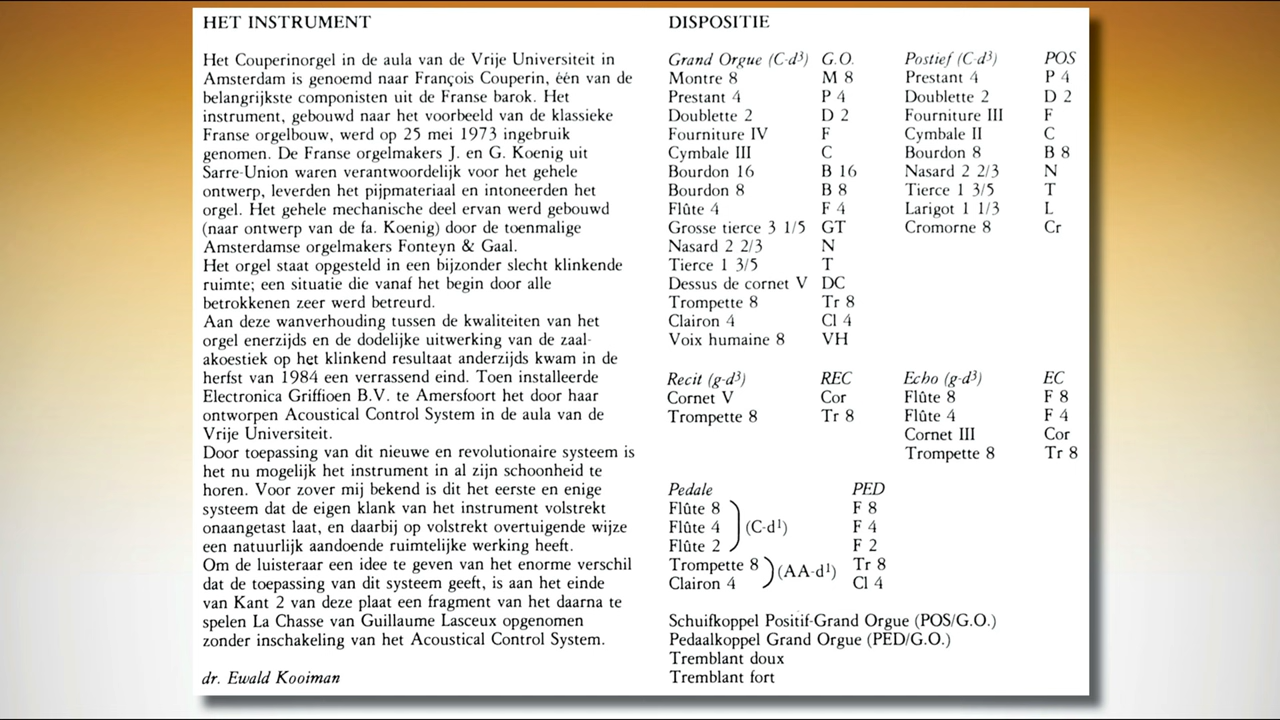 HET INSTRUMENT
Het Couperinorgel in de aula van de Vrije Universiteit in
Amsterdam is genoemd naar François Couperin, één van de
belangrijkste componisten uit de Franse barok. Het
instrument, gebouwd naar het voorbeeld van de klassieke
Franse orgelbouw, werd op 25 mei 1973 ingebruik
genomen. De Franse orgelmakers J. en G. Koenig uit
Sarre-Union waren verantwoordelijk voor het gehele
ontwerp, leverden het pijpmateriaal en intoneerden het
orgel. Het gehele mechanische deel ervan werd gebouwd
(naar ontwerp van de fa. Koenig) door de toenmalige
Amsterdamse orgelmakers Fonteyn & Gaal.
Het orgel staat opgesteld in een bijzonder slecht klinkende
ruimte; een situatie die vanaf het begin door alle
betrokkenen zeer werd betreurd.
Aan deze wanverhouding tussen de kwaliteiten van het
orgel enerzijds en de dodelijke uitwerking van de zaal-
akoestiek op het klinkend resultaat anderzijds kwam in de
herfst van 1984 een verrassend eind. Toen installeerde
Electronica Griffioen B.V. te Amersfoort het door haar
ontworpen Acoustical Control System in de aula van de
Vrije Universiteit.
Door toepassing van dit nieuwe en revolutionaire systeem is
het nu mogelijk het instrument in al zijn schoonheid te
horen. Voor zover mij bekend is dit het eerste en enige
systeem dat de eigen klank van het instrument volstrekt
onaangetast laat, en daarbij op volstrekt overtuigende wijze
een natuurlijk aandoende ruimtelijke werking heeft.
Om de luisteraar een idee te geven van het enorme verschil
dat de toepassing van dit systeem geeft, is aan het einde
van Kant 2 van deze plaat een fragment van het daarna te
spelen La Chasse van Guillaume Lasceux opgenomen
zonder inschakeling van het Acoustical Control System.
dr. Ewald Kooiman
DISPOSITIE
Grand Orgue (C-d³) G.O.
Montre 8 M 8
Prestant 4 P 4
Doublette 2 D 2
Fourniture IV F
Cymbale III C
Bourdon 16 B 16
Bourdon 8 B 8
Flûte 4 F 4
Grosse tierce 3 1/5 GT
Nasard 2 2/3 N
Tierce 1 3/5 T
Dessus de cornet V DC
Trompette 8 Tr 8
Clairon 4 Cl 4
Voix humaine 8 VH
Postief (C-d³) POS
Prestant 4 P 4
Doublette 2 D 2
Fourniture III F
Cymbale II C
Bourdon 8 B 8
Nasard 2 2/3 N
Tierce 1 3/5 T
Larigot 1 1/3 L
Cromorne 8 Cr
Recit (g-d³) REC
Cornet V Cor
Trompette 8 Tr 8
Echo (g-d³) EC
Flûte 8 F 8
Flûte 4 F 4
Cornet III Cor
Trompette 8 Tr 8
Pedale PED
Flûte 8 F 8
Flûte 4 (C-d¹) F 4
Flûte 2 F 2
Trompette 8 (AA-d¹) Tr 8
Clairon 4 Cl 4
Schuifkoppel Positif-Grand Orgue (POS/G.O.)
Pedaalkoppel Grand Orgue (PED/G.O.)
Tremblant doux
Tremblant fort